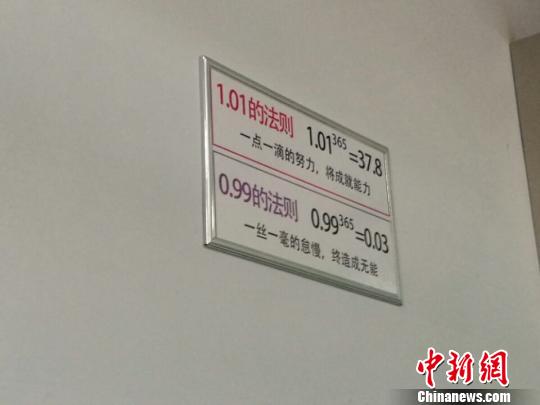 1.01的法则 1.01³⁶⁵=37.8
一点一滴的努力，将成就能力
0.99的法则 0.99³⁶⁵=0.03
一丝一毫的怠慢，终造成无能
中新网
Chinanews.com